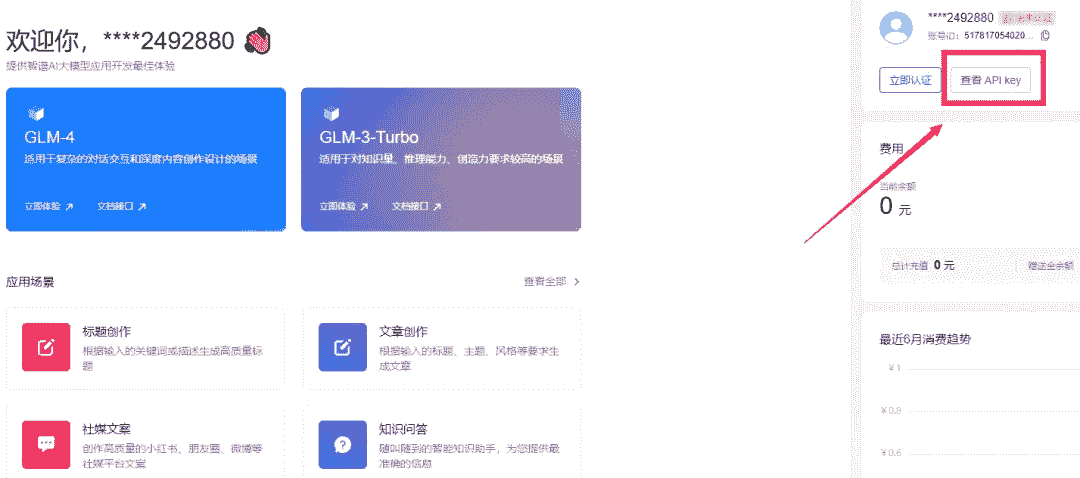 欢迎你，****2492880
提供智谱AI大模型应用开发最佳体验
GLM-4
适用于复杂的对话交互和深度内容创作设计的场景
立即体验
文档接口
GLM-3-Turbo
适用于对知识量、推理能力、创造力要求较高的场景
立即体验
文档接口
应用场景
查看全部
标题创作
根据输入的关键词或描述生成高质量标
题
文章创作
根据输入的标题、主题、风格等要求生
成文章
社媒文案
创作高质量的小红书、朋友圈、微博等
社媒平台文案
知识问答
随叫随到的智能知识助手，为您提供最
准确的信息
****2492880
账号ID： 517817054020...
立即认证
查看 API key
费用
当前余额
0 元
总计充值 0 元
赠送金余额
最近6月消费趋势
¥ 1
¥ 0.8
¥ 0.6